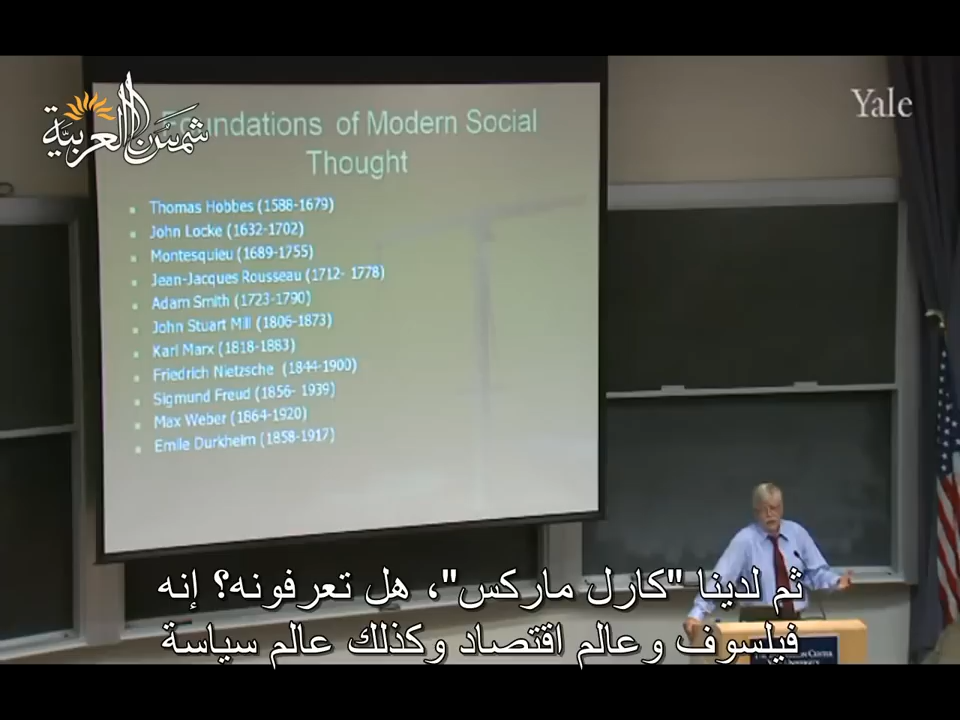 شمس العربية
Yale
Foundations of Modern Social
Thought
Thomas Hobbes (1588-1679)
John Locke (1632-1702)
Montesquieu (1689-1755)
Jean-Jacques Rousseau (1712- 1778)
Adam Smith (1723-1790)
John Stuart Mill (1806-1873)
Karl Marx (1818-1883)
Friedrich Nietzsche (1844-1900)
Sigmund Freud (1856- 1939)
Max Weber (1864-1920)
Emile Durkheim (1858-1917)
ثم لدينا "كارل ماركس"، هل تعرفونه؟ إنه
فيلسوف وعالم اقتصاد وكذلك عالم سياسة